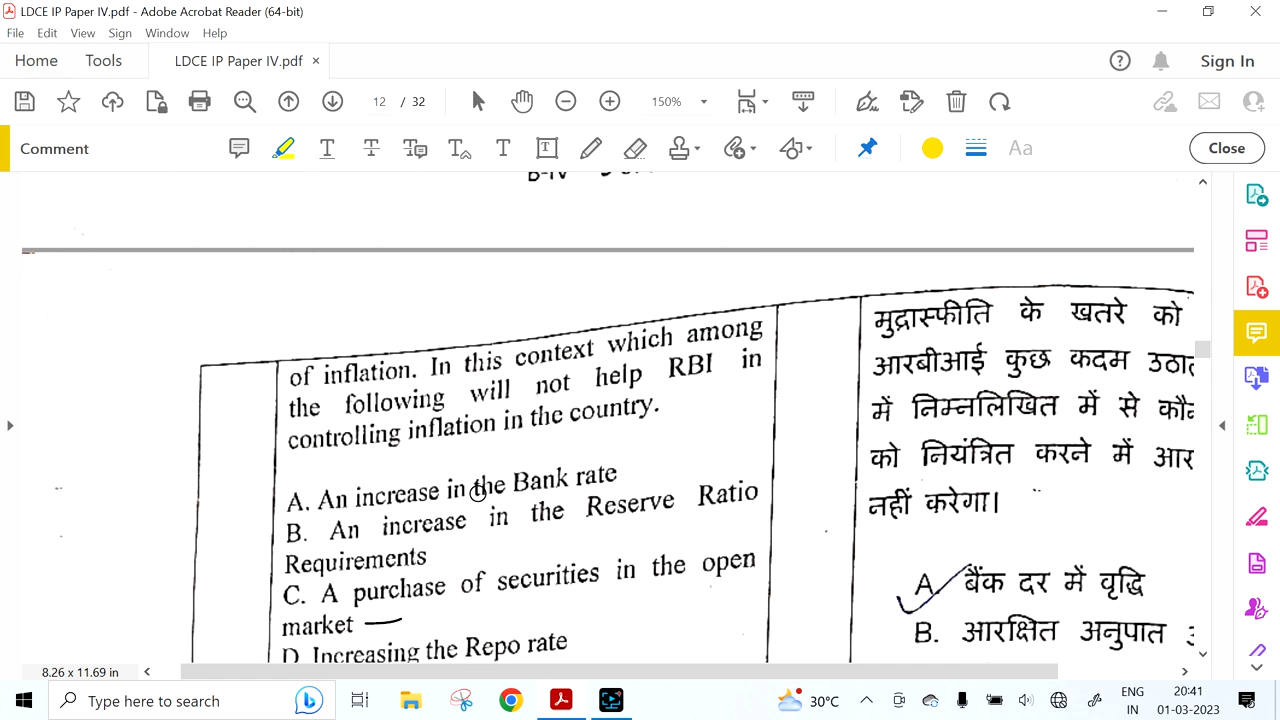 LDCE IP Paper IV.pdf - Adobe Acrobat Reader (64-bit)
File Edit View Sign Window Help
Home Tools LDCE IP Paper IV.pdf × Sign In
12 / 32 150%
Comment Close
B-IV
of inflation. In this context which among
the following will not help RBI in
controlling inflation in the country.
A. An increase in the Bank rate
B. An increase in the Reserve Ratio
Requirements
C. A purchase of securities in the open
market
D. Increasing the Repo rate
मुद्रास्फीति के खतरे को
आरबीआई कुछ कदम
में निम्नलिखित में से
को नियंत्रित करने में
नहीं करेगा।
A. बैंक दर में वृद्धि
B. आरक्षित अनुपात
8.26 x 11.69 in
Type here to search 30°C ENG 20:41
IN 01-03-2023